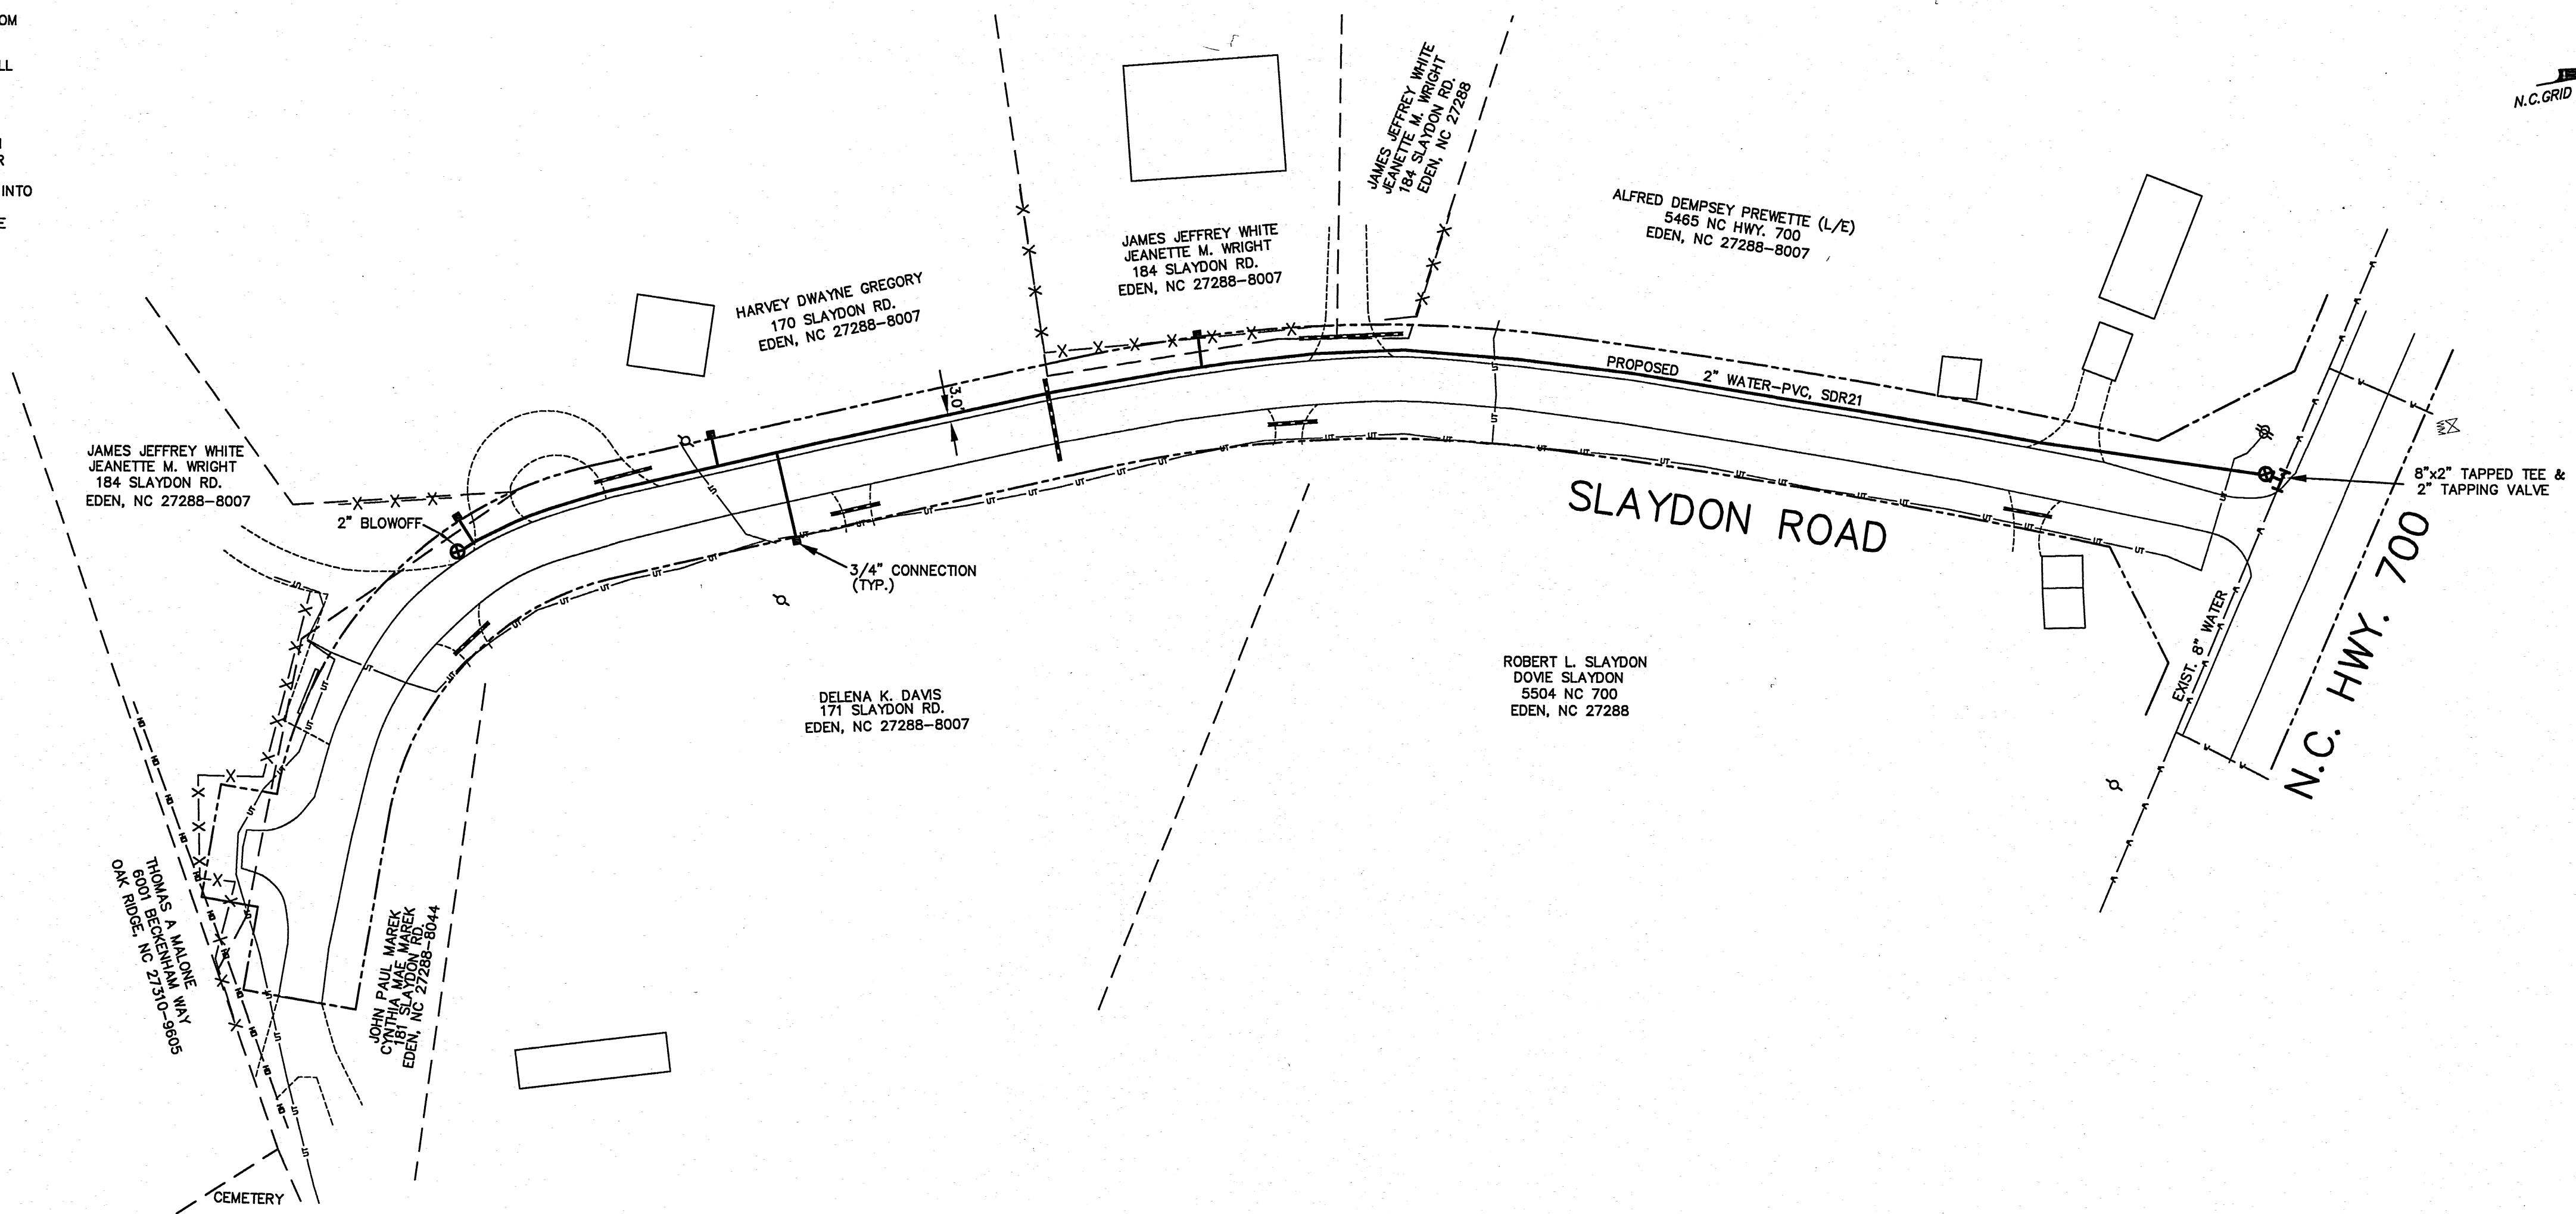 OM
LL
R
INTO
E
N.C.GRID
JAMES JEFFREY WHITE
JEANETTE M. WRIGHT
184 SLAYDON RD.
EDEN, NC 27288
ALFRED DEMPSEY PREWETTE (L/E)
5465 NC HWY. 700
EDEN, NC 27288-8007
JAMES JEFFREY WHITE
JEANETTE M. WRIGHT
184 SLAYDON RD.
EDEN, NC 27288-8007
HARVEY DWAYNE GREGORY
170 SLAYDON RD.
EDEN, NC 27288-8007
3.0'
PROPOSED 2" WATER-PVC, SDR21
JAMES JEFFREY WHITE
JEANETTE M. WRIGHT
184 SLAYDON RD.
EDEN, NC 27288-8007
2" BLOWOFF
8"x2" TAPPED TEE &
2" TAPPING VALVE
SLAYDON ROAD
3/4" CONNECTION
(TYP.)
N.C. HWY. 700
EXIST. 8" WATER
ROBERT L. SLAYDON
DOVIE SLAYDON
5504 NC 700
EDEN, NC 27288
DELENA K. DAVIS
171 SLAYDON RD.
EDEN, NC 27288-8007
THOMAS A MALONE
6001 BECKENHAM WAY
OAK RIDGE, NC 27310-9605
JOHN PAUL MAREK
CYNTHIA MAE MAREK
181 SLAYDON RD.
EDEN, NC 27288-8044
CEMETERY